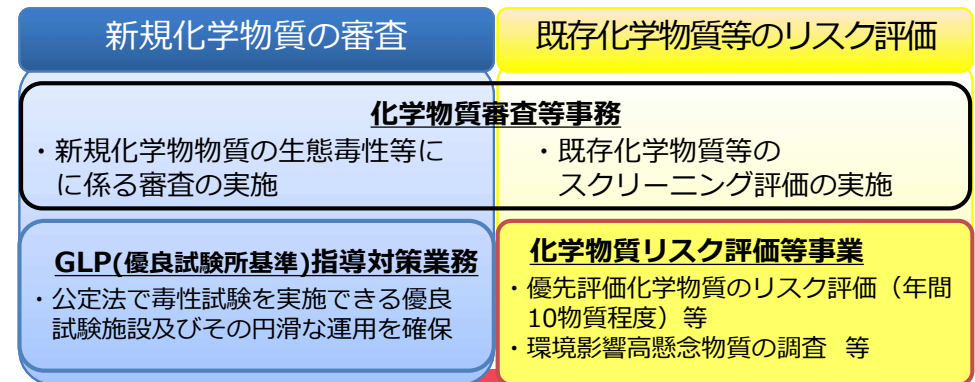 新規化学物質の審査
既存化学物質等のリスク評価
化学物質審査等事務
・新規化学物物質の生態毒性等に
に係る審査の実施
・既存化学物質等の
スクリーニング評価の実施
GLP(優良試験所基準)指導対策業務
・公定法で毒性試験を実施できる優良
試験施設及びその円滑な運用を確保
化学物質リスク評価等事業
・優先評価化学物質のリスク評価（年間
10物質程度）等
・環境影響高懸念物質の調査 等